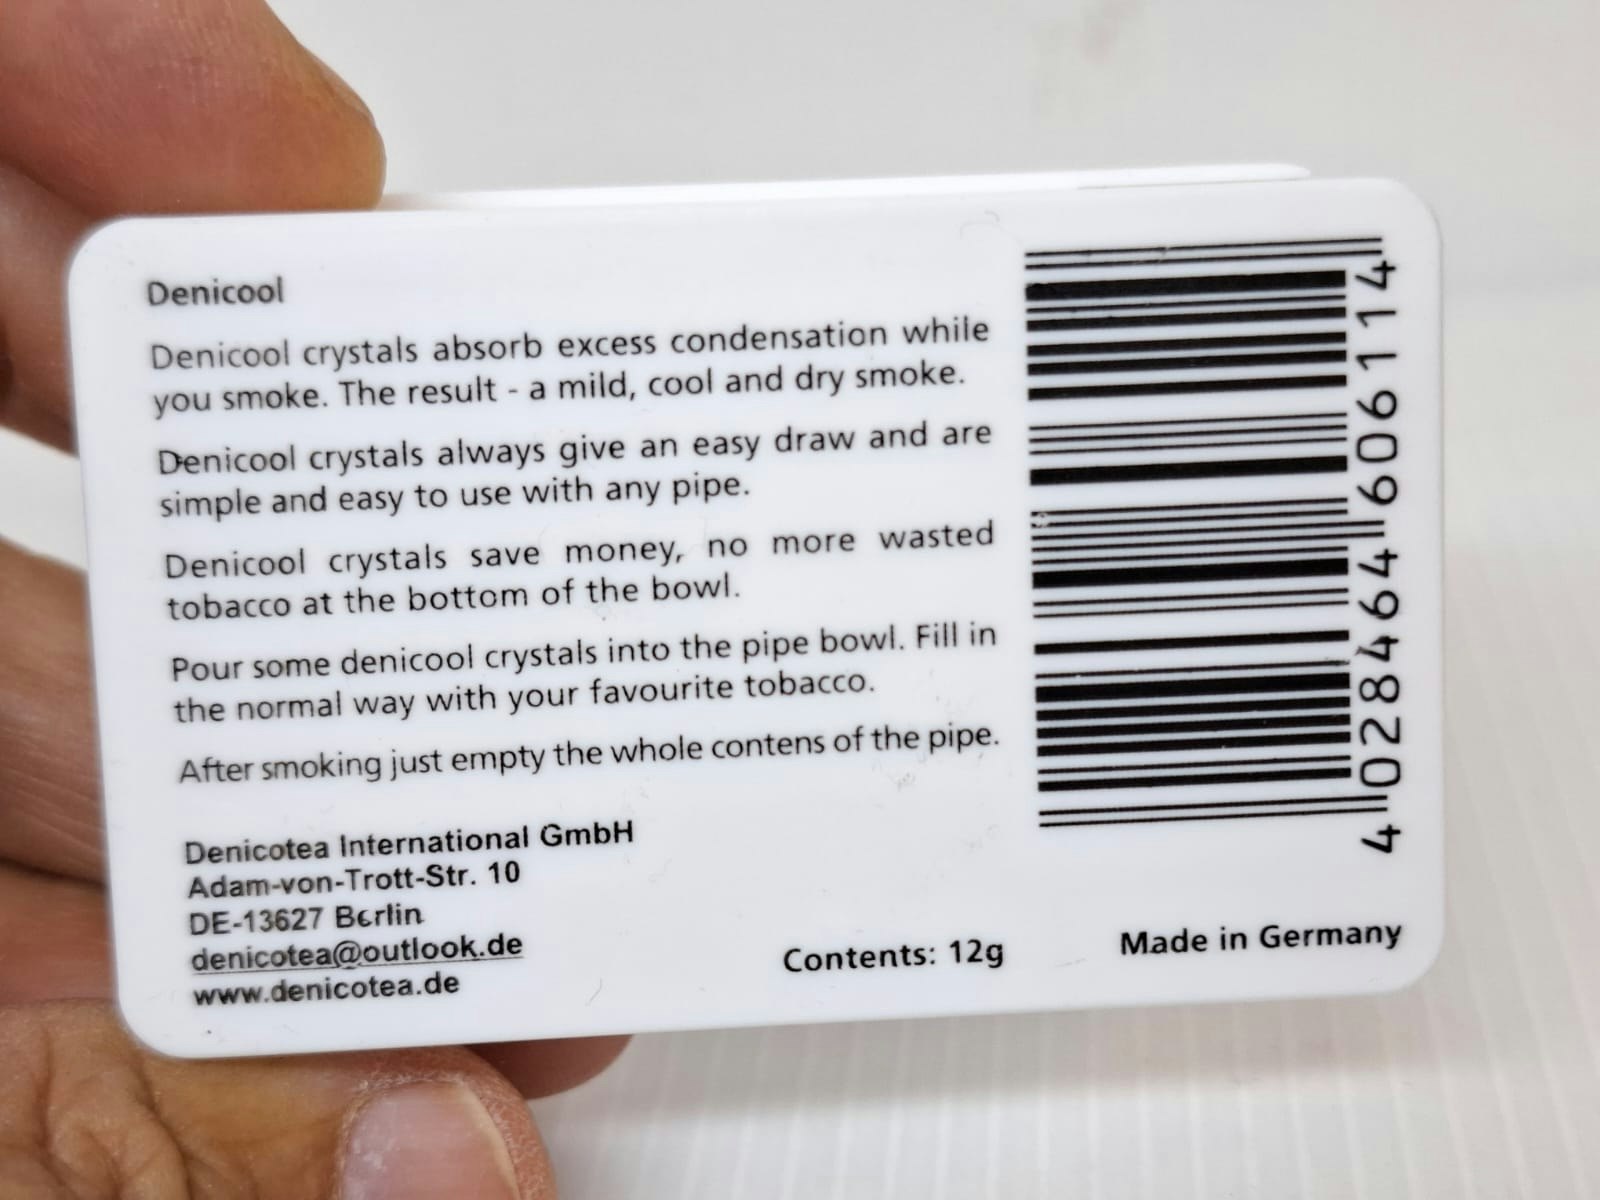 Denicool
Denicool crystals absorb excess condensation while
you smoke. The result - a mild, cool and dry smoke.
Denicool crystals always give an easy draw and are
simple and easy to use with any pipe.
Denicool crystals save money, no more wasted
tobacco at the bottom of the bowl.
Pour some denicool crystals into the pipe bowl. Fill in
the normal way with your favourite tobacco.
After smoking just empty the whole contens of the pipe.
Denicotea International GmbH
Adam-von-Trott-Str. 10
DE-13627 Berlin
denicotea@outlook.de
www.denicotea.de
Contents: 12g
Made in Germany
4 028464 606114